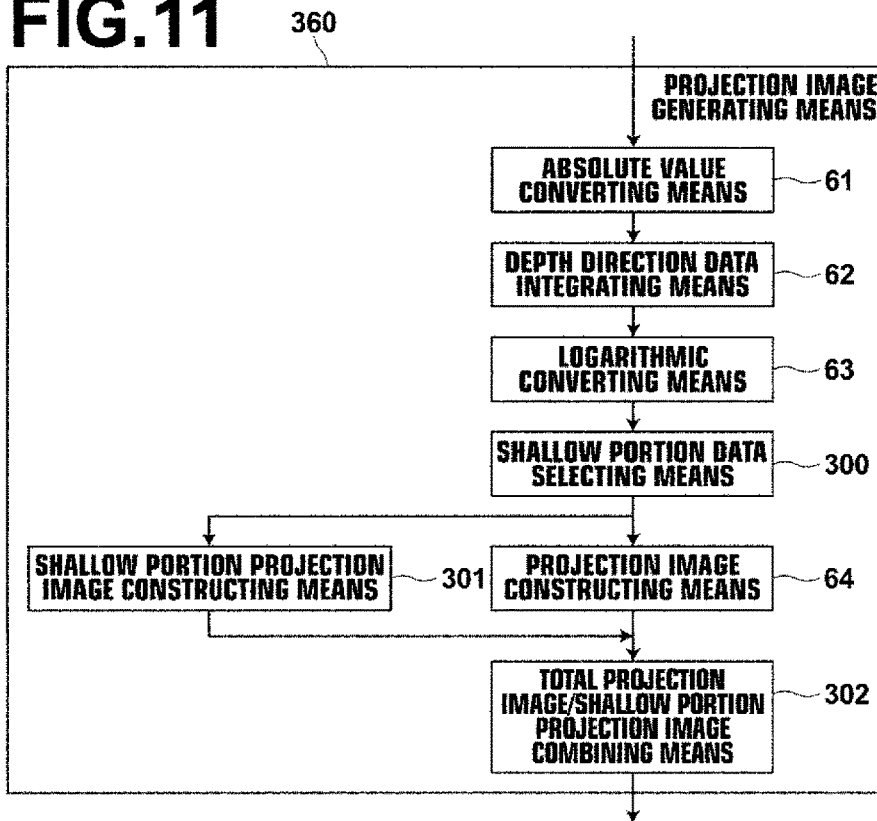 FIG.11
360
PROJECTION IMAGE
GENERATING MEANS
ABSOLUTE VALUE
CONVERTING MEANS
61
DEPTH DIRECTION DATA
INTEGRATING MEANS
62
LOGARITHMIC
CONVERTING MEANS
63
SHALLOW PORTION DATA
SELECTING MEANS
300
SHALLOW PORTION PROJECTION
IMAGE CONSTRUCTING MEANS
301
PROJECTION IMAGE
CONSTRUCTING MEANS
64
TOTAL PROJECTION
IMAGE/SHALLOW PORTION
PROJECTION IMAGE
COMBINING MEANS
302